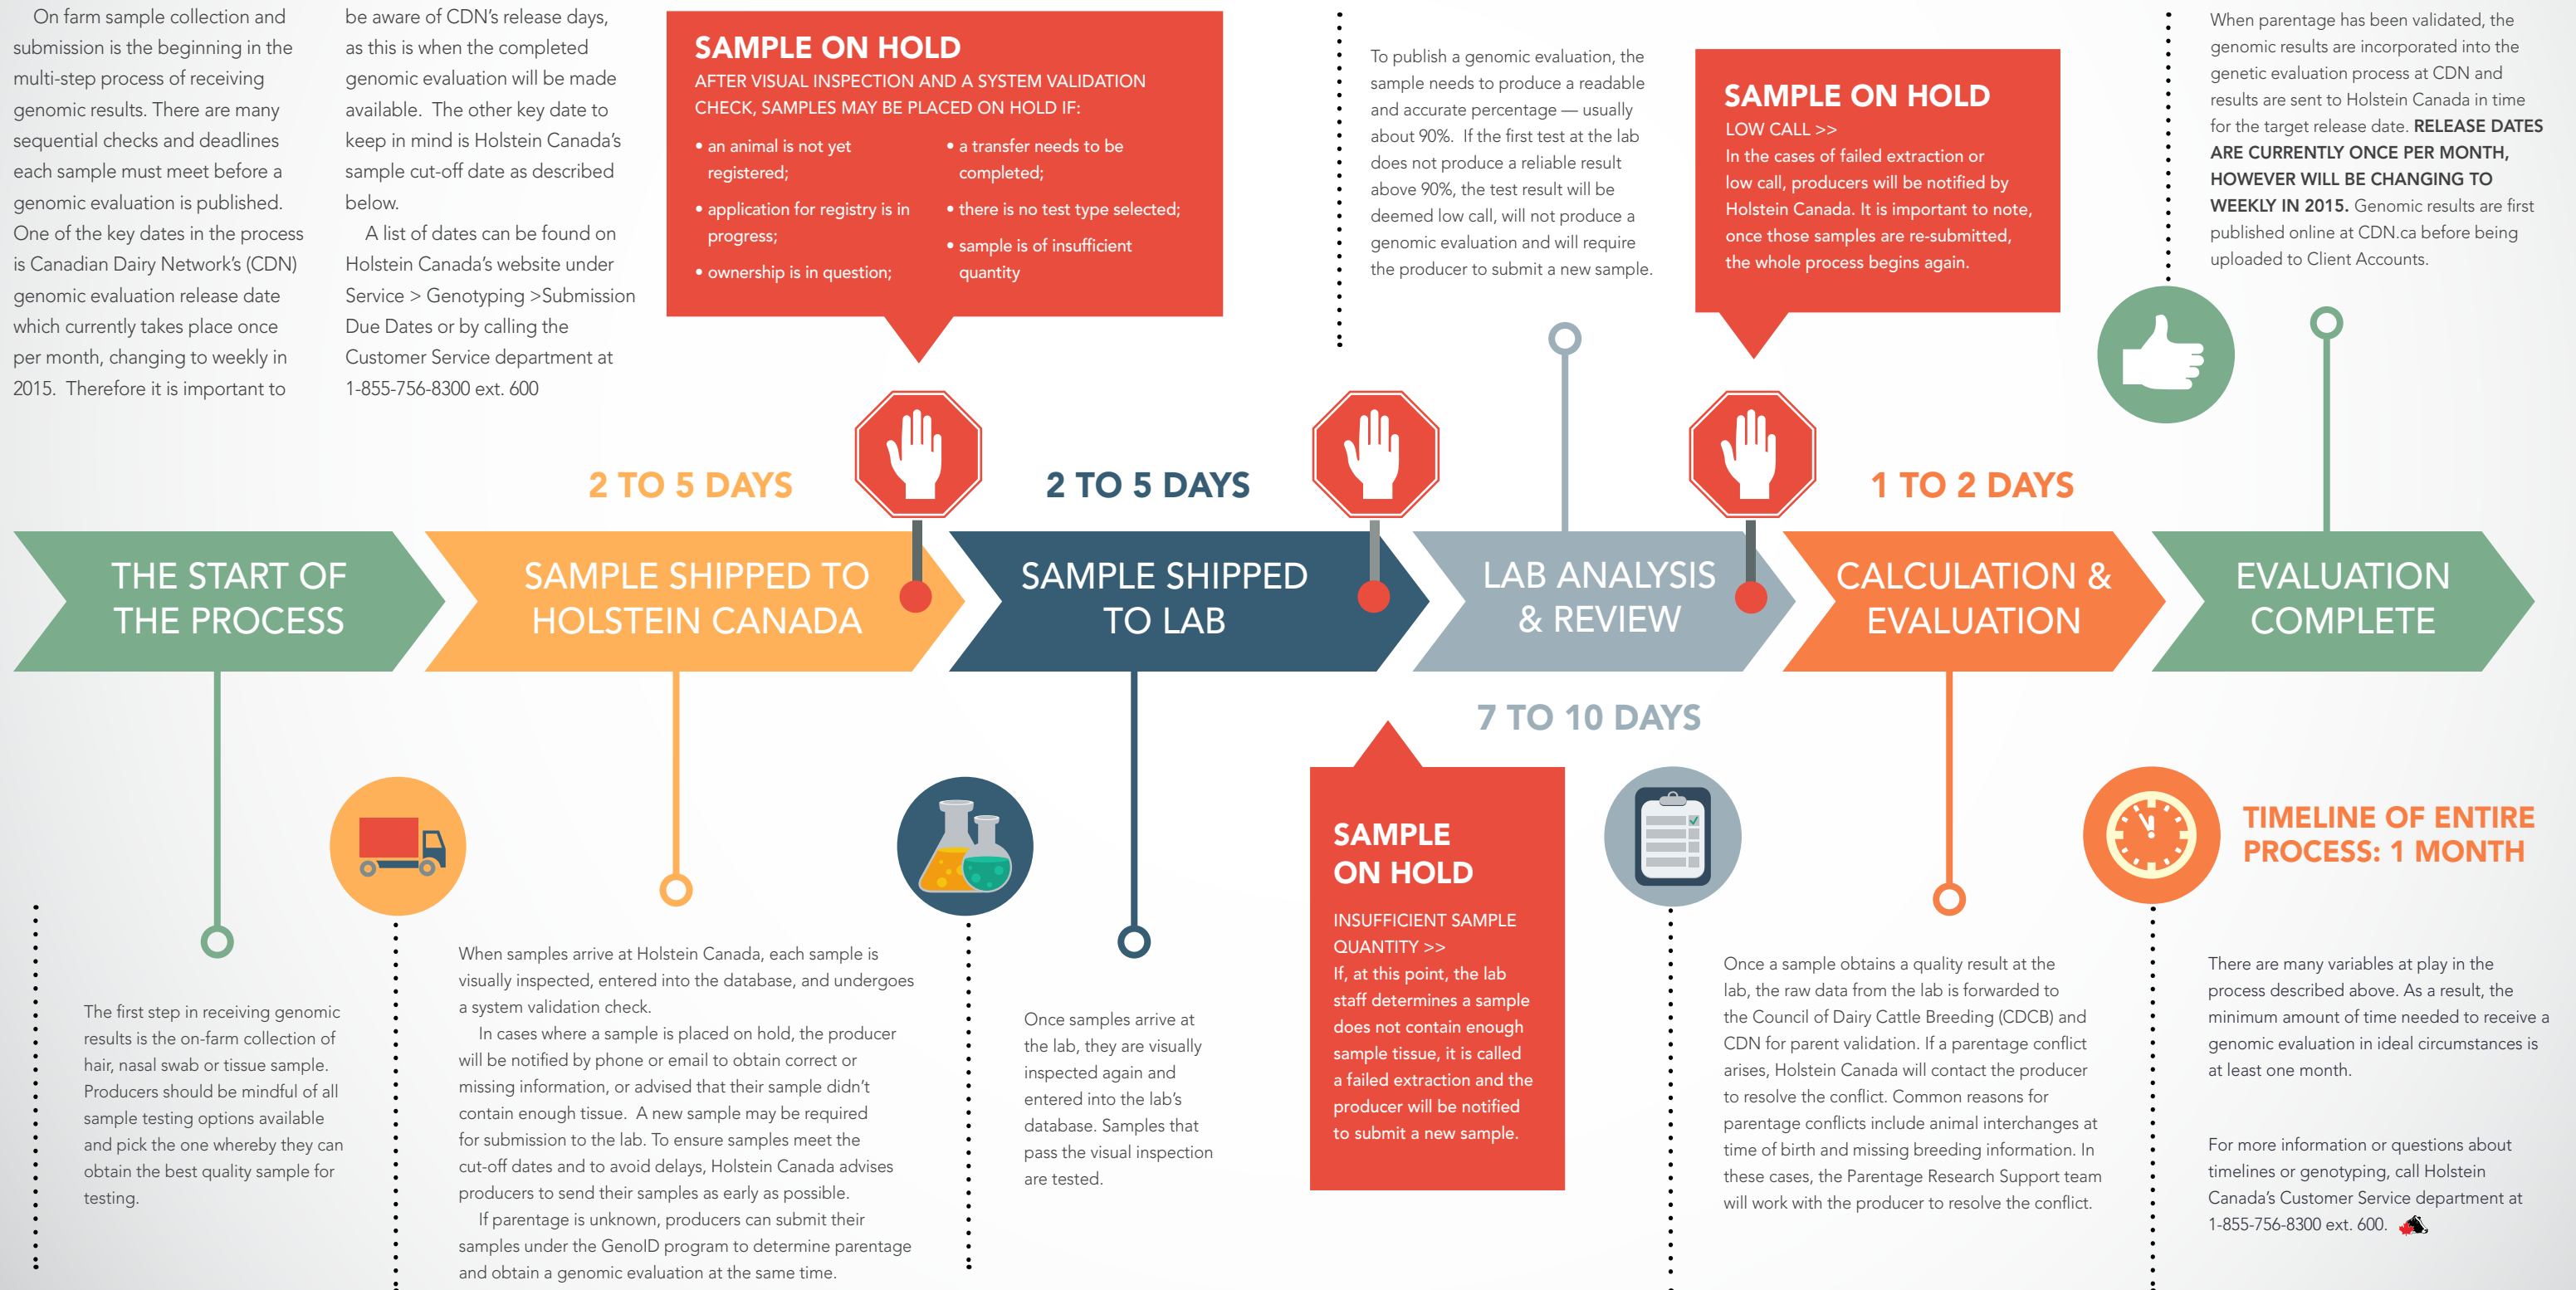 On farm sample collection and
submission is the beginning in the
multi-step process of receiving
genomic results. There are many
sequential checks and deadlines
each sample must meet before a
genomic evaluation is published.
One of the key dates in the process
is Canadian Dairy Network's (CDN)
genomic evaluation release date
which currently takes place once
per month, changing to weekly in
2015.  Therefore it is important to
be aware of CDN's release days,
as this is when the completed
genomic evaluation will be made
available.  The other key date to
keep in mind is Holstein Canada's
sample cut-off date as described
below.
A list of dates can be found on
Holstein Canada's website under
Service > Genotyping >Submission
Due Dates or by calling the
Customer Service department at
1-855-756-8300 ext. 600
SAMPLE ON HOLD
AFTER VISUAL INSPECTION AND A SYSTEM VALIDATION
CHECK, SAMPLES MAY BE PLACED ON HOLD IF:
• an animal is not yet
registered;
• application for registry is in
progress;
• ownership is in question;
• a transfer needs to be
completed;
• there is no test type selected;
• sample is of insufficient
quantity
To publish a genomic evaluation, the
sample needs to produce a readable
and accurate percentage — usually
about 90%.  If the first test at the lab
does not produce a reliable result
above 90%, the test result will be
deemed low call, will not produce a
genomic evaluation and will require
the producer to submit a new sample.
SAMPLE ON HOLD
LOW CALL >>
In the cases of failed extraction or
low call, producers will be notified by
Holstein Canada. It is important to note,
once those samples are re-submitted,
the whole process begins again.
When parentage has been validated, the
genomic results are incorporated into the
genetic evaluation process at CDN and
results are sent to Holstein Canada in time
for the target release date. RELEASE DATES
ARE CURRENTLY ONCE PER MONTH,
HOWEVER WILL BE CHANGING TO
WEEKLY IN 2015. Genomic results are first
published online at CDN.ca before being
uploaded to Client Accounts.
2 TO 5 DAYS
2 TO 5 DAYS
1 TO 2 DAYS
THE START OF
THE PROCESS
SAMPLE SHIPPED TO
HOLSTEIN CANADA
SAMPLE SHIPPED
TO LAB
LAB ANALYSIS
& REVIEW
CALCULATION &
EVALUATION
EVALUATION
COMPLETE
7 TO 10 DAYS
The first step in receiving genomic
results is the on-farm collection of
hair, nasal swab or tissue sample.
Producers should be mindful of all
sample testing options available
and pick the one whereby they can
obtain the best quality sample for
testing.
When samples arrive at Holstein Canada, each sample is
visually inspected, entered into the database, and undergoes
a system validation check.
In cases where a sample is placed on hold, the producer
will be notified by phone or email to obtain correct or
missing information, or advised that their sample didn't
contain enough tissue.  A new sample may be required
for submission to the lab. To ensure samples meet the
cut-off dates and to avoid delays, Holstein Canada advises
producers to send their samples as early as possible.
If parentage is unknown, producers can submit their
samples under the GenoID program to determine parentage
and obtain a genomic evaluation at the same time.
Once samples arrive at
the lab, they are visually
inspected again and
entered into the lab's
database. Samples that
pass the visual inspection
are tested.
SAMPLE
ON HOLD
INSUFFICIENT SAMPLE
QUANTITY >>
If, at this point, the lab
staff determines a sample
does not contain enough
sample tissue, it is called
a failed extraction and the
producer will be notified
to submit a new sample.
Once a sample obtains a quality result at the
lab, the raw data from the lab is forwarded to
the Council of Dairy Cattle Breeding (CDCB) and
CDN for parent validation. If a parentage conflict
arises, Holstein Canada will contact the producer
to resolve the conflict. Common reasons for
parentage conflicts include animal interchanges at
time of birth and missing breeding information. In
these cases, the Parentage Research Support team
will work with the producer to resolve the conflict.
TIMELINE OF ENTIRE
PROCESS: 1 MONTH
There are many variables at play in the
process described above. As a result, the
minimum amount of time needed to receive a
genomic evaluation in ideal circumstances is
at least one month.
For more information or questions about
timelines or genotyping, call Holstein
Canada's Customer Service department at
1-855-756-8300 ext. 600.